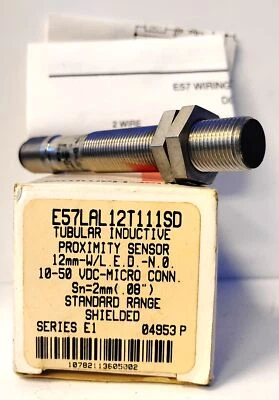 E57 WIRING
D
2 WIRE
E57LAL12T111SD
TUBULAR INDUCTIVE
PROXIMITY SENSOR
12mm-W/L.E.D.-N.O.
10-50 VDC-MICRO CONN.
Sn=2mm(.08")
STANDARD RANGE
SHIELDED
SERIES E1 04953 P
10782113605002